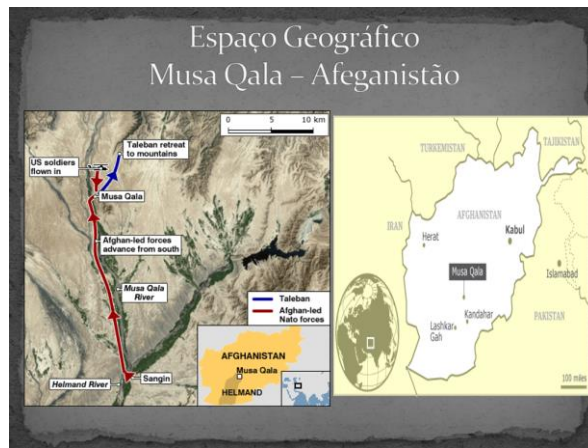 Espaço Geográfico
Musa Qala – Afeganistão
0 5 10 km
Taleban retreat
to mountains
US soldiers
flown in
Musa Qala
Afghan-led forces
advance from south
Musa Qala
River
Taleban
Afghan-led
Nato forces
Sangin
Helmand River
AFGHANISTAN
Musa Qala
HELMAND
TURKEMISTAN
TAJIKISTAN
IRAN
AFGHANISTAN
Herat
Kabul
Musa Qala
Islamabad
Kandahar
Lashkar
Gah
PAKISTAN
100 miles